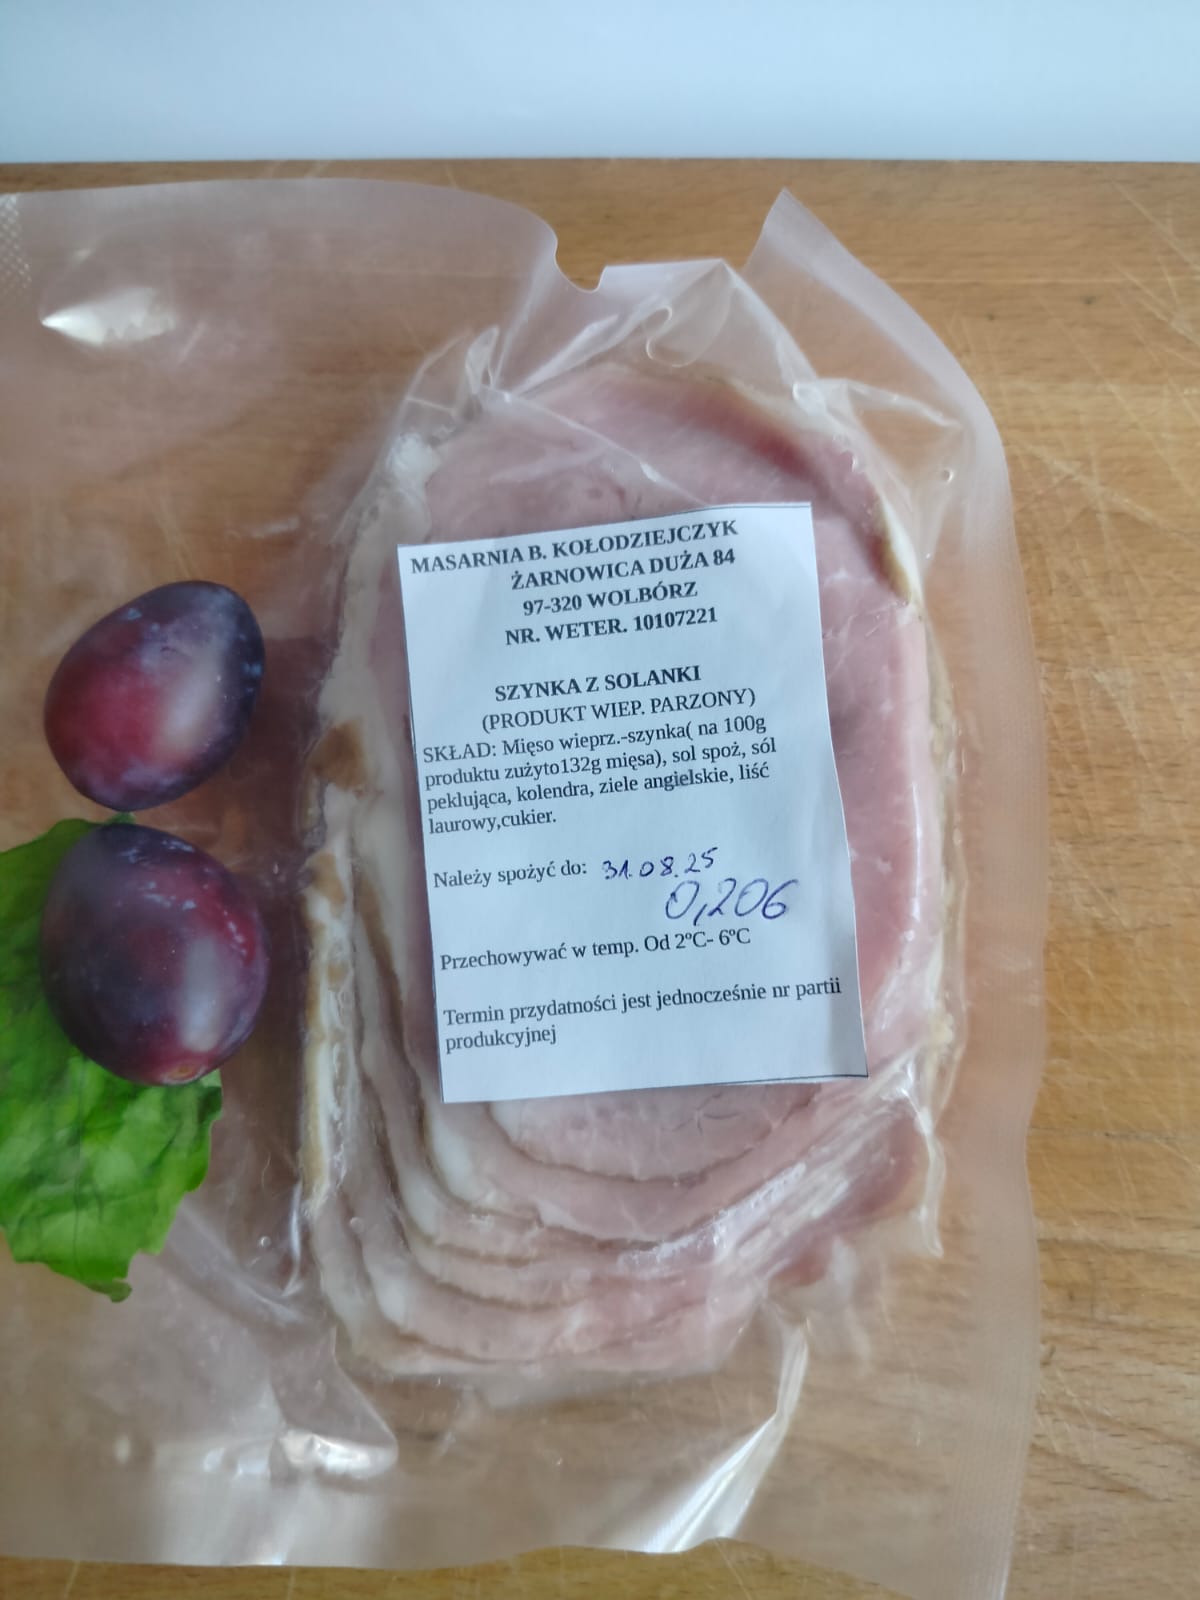 MASARNIA B. KOŁODZIEJCZYK
ŻARNOWICA DUŻA 84
97-320 WOLBÓRZ
NR. WETER. 10107221
SZYNKA Z SOLANKI
(PRODUKT WIEP. PARZONY)
SKŁAD: Mięso wieprz.-szynka( na 100g
produktu zużyto132g mięsa), sol spoż, sól
peklująca, kolendra, ziele angielskie, liść
laurowy,cukier.
Należy spożyć do: 31.08.25
0,206
Przechowywać w temp. Od 2ºC- 6ºC
Termin przydatności jest jednocześnie nr partii
produkcyjnej